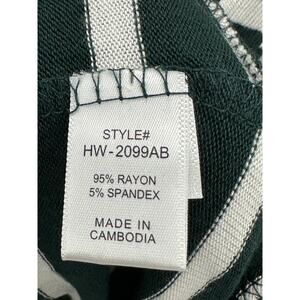 STYLE#
HW-2099AB
95% RAYON
5% SPANDEX
MADE IN
CAMBODIA